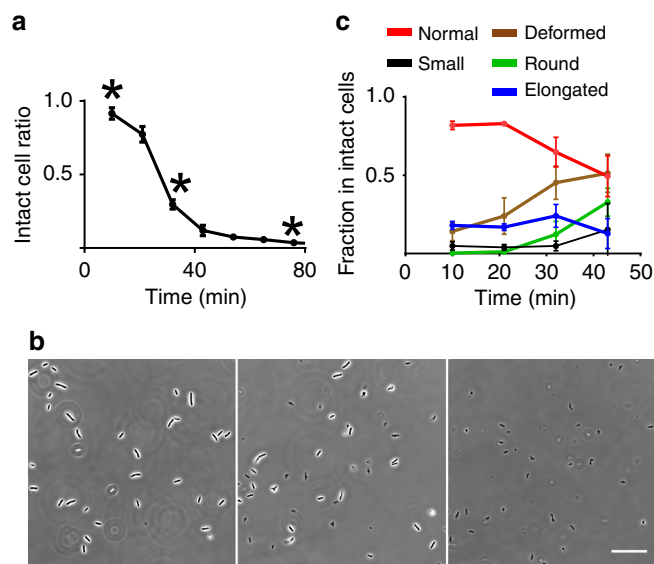 a
Intact cell ratio
1.0
0.5
*
*
*
0
40
80
Time (min)
c
Normal
Deformed
Small
Round
Elongated
Fraction in intact cells
1.0
0.5
0
0
10
20
30
40
50
Time (min)
b